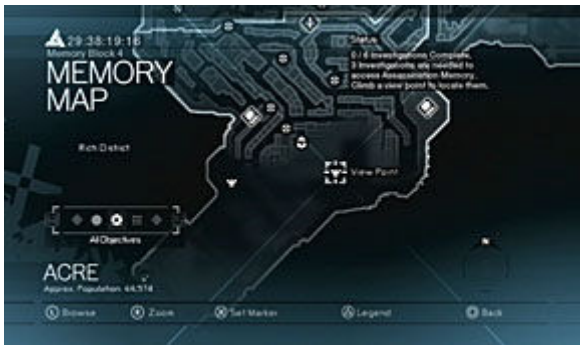 29:38:19:16
Memory Block 4
MEMORY
MAP
Status
0 / 6 Investigations Complete.
3 Investigations are needed to
access Assassination Memory.
Climb a view point to locate them.
Rich District
View Point
All Objectives
N
ACRE
Approx. Population: 64,574
L Browse
R Zoom
Set Marker
Legend
Back